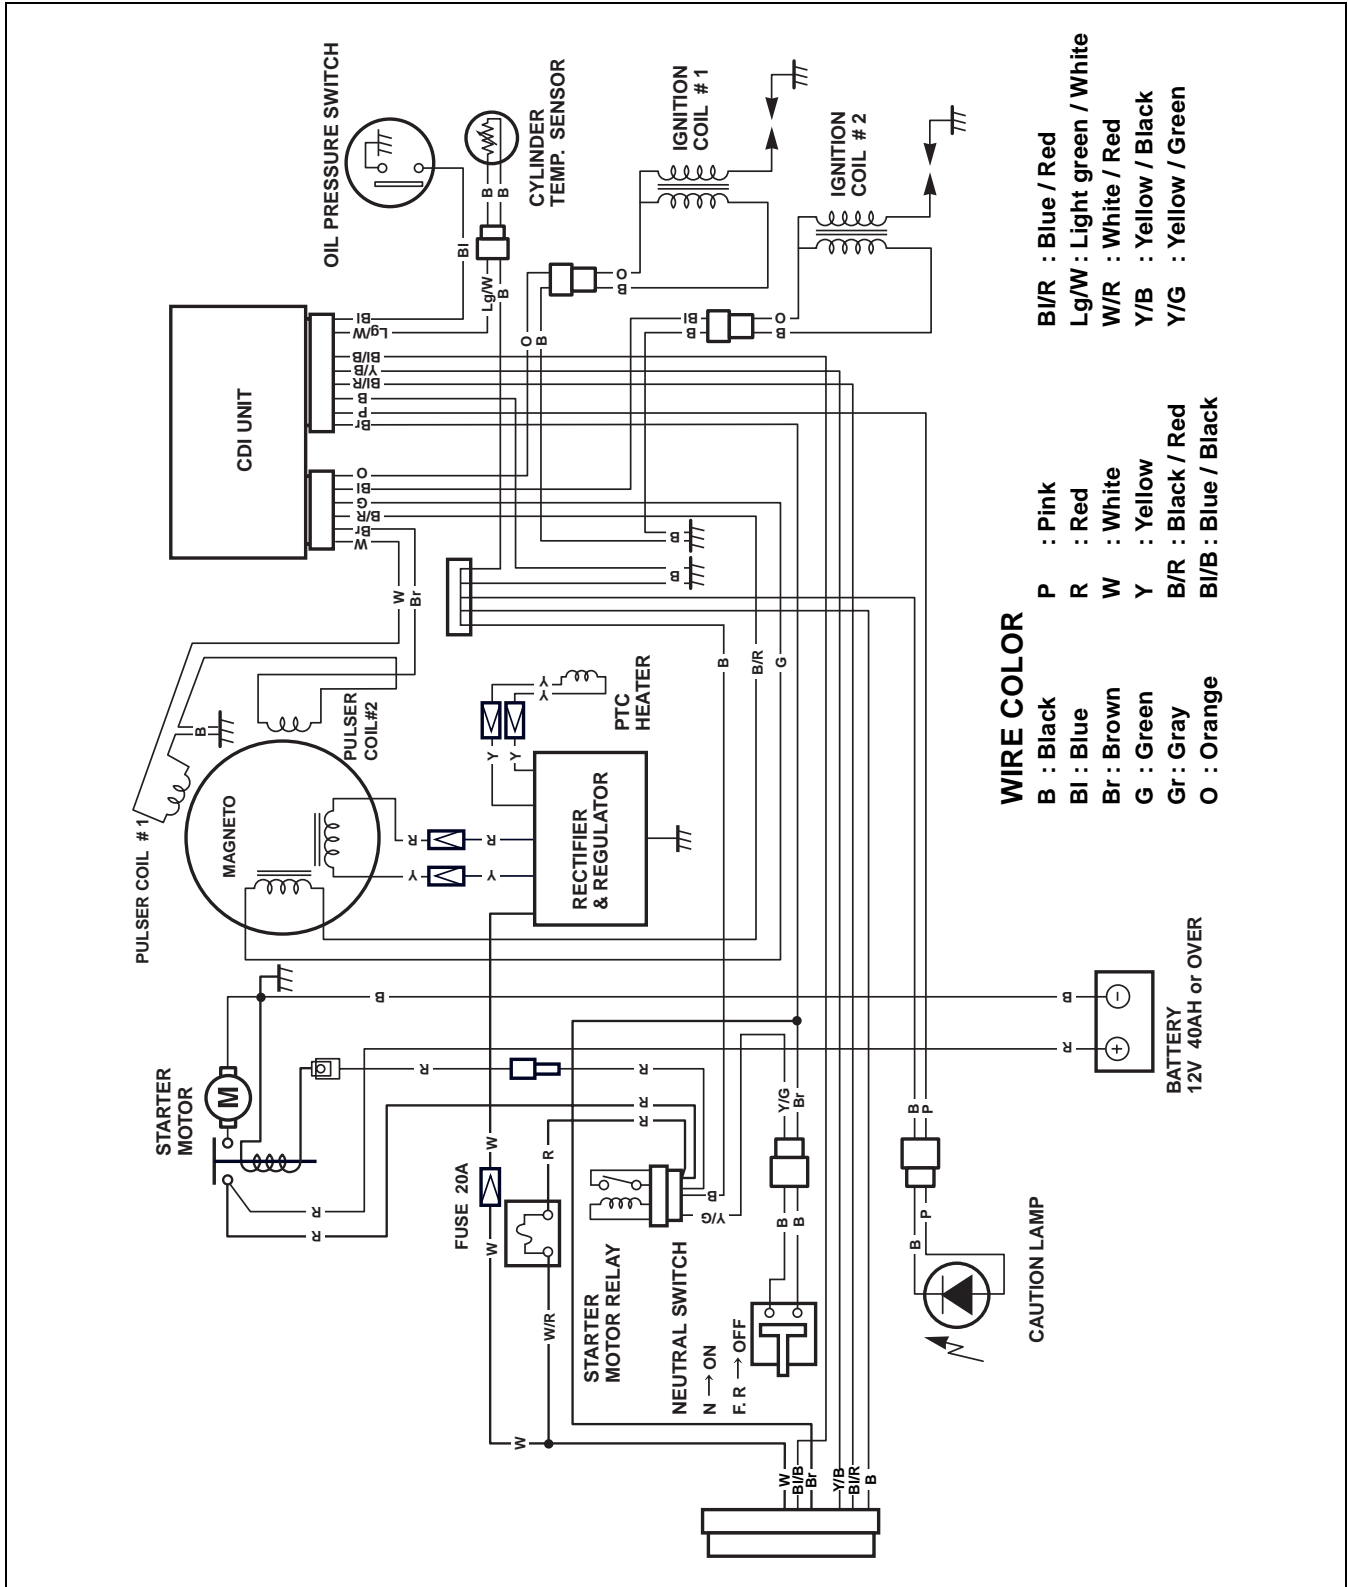 OIL PRESSURE SWITCH
CYLINDER
TEMP. SENSOR
IGNITION
COIL # 1
IGNITION
COIL # 2
CDI UNIT
Bl
Lg/W
Bl/B
Y/B
Bl/R
B
P
Br
O
Bl
G
B/R
Br
W
Bl
B
B
Lg/W
B
O
B
O
B
Bl
B
O
B
B
B
W
Br
B
B/R
G
PULSER COIL # 1
B
PULSER
COIL#2
MAGNETO
R
Y
R
Y
Y
Y
Y
Y
PTC
HEATER
RECTIFIER
& REGULATOR
STARTER
MOTOR
M
B
B
R
R
R
R
R
R
R
R
W
W
FUSE 20A
W/R
W
STARTER
MOTOR RELAY
B
Y/G
Y/G
Br
B
B
NEUTRAL SWITCH
N → ON
F. R → OFF
B
P
B
P
CAUTION LAMP
BATTERY
12V 40AH or OVER
+
−
W
Bl/B
Br
Y/B
Bl/R
B
WIRE COLOR
B : Black
Bl : Blue
Br : Brown
G : Green
Gr : Gray
O : Orange
P : Pink
R : Red
W : White
Y : Yellow
B/R : Black / Red
Bl/B : Blue / Black
Bl/R : Blue / Red
Lg/W : Light green / White
W/R : White / Red
Y/B : Yellow / Black
Y/G : Yellow / Green